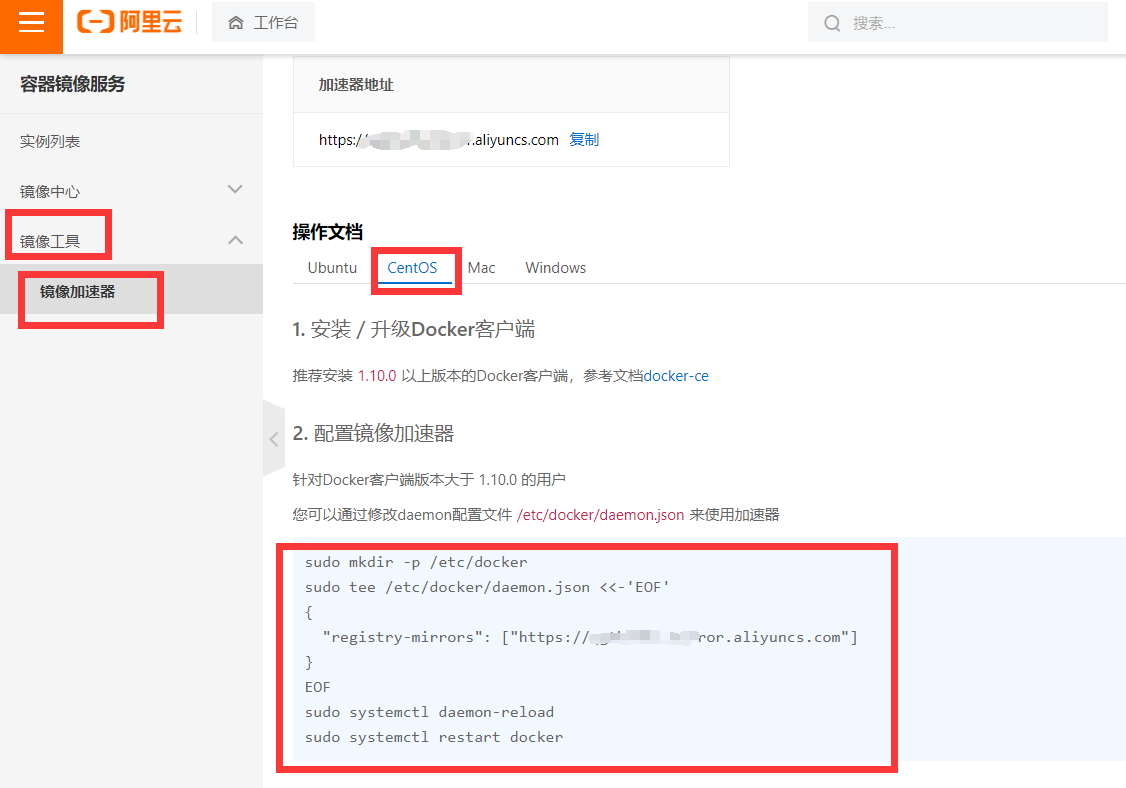 阿里云
工作台
搜索...
容器镜像服务
实例列表
镜像中心
镜像工具
镜像加速器
加速器地址
https:/ .aliyuncs.com 复制
操作文档
Ubuntu CentOS Mac Windows
1. 安装 / 升级Docker客户端
推荐安装 1.10.0 以上版本的Docker客户端，参考文档docker-ce
2. 配置镜像加速器
针对Docker客户端版本大于 1.10.0 的用户
您可以通过修改daemon配置文件 /etc/docker/daemon.json 来使用加速器
sudo mkdir -p /etc/docker
sudo tee /etc/docker/daemon.json <<-'EOF'
{
"registry-mirrors": ["https:// ror.aliyuncs.com"]
}
EOF
sudo systemctl daemon-reload
sudo systemctl restart docker